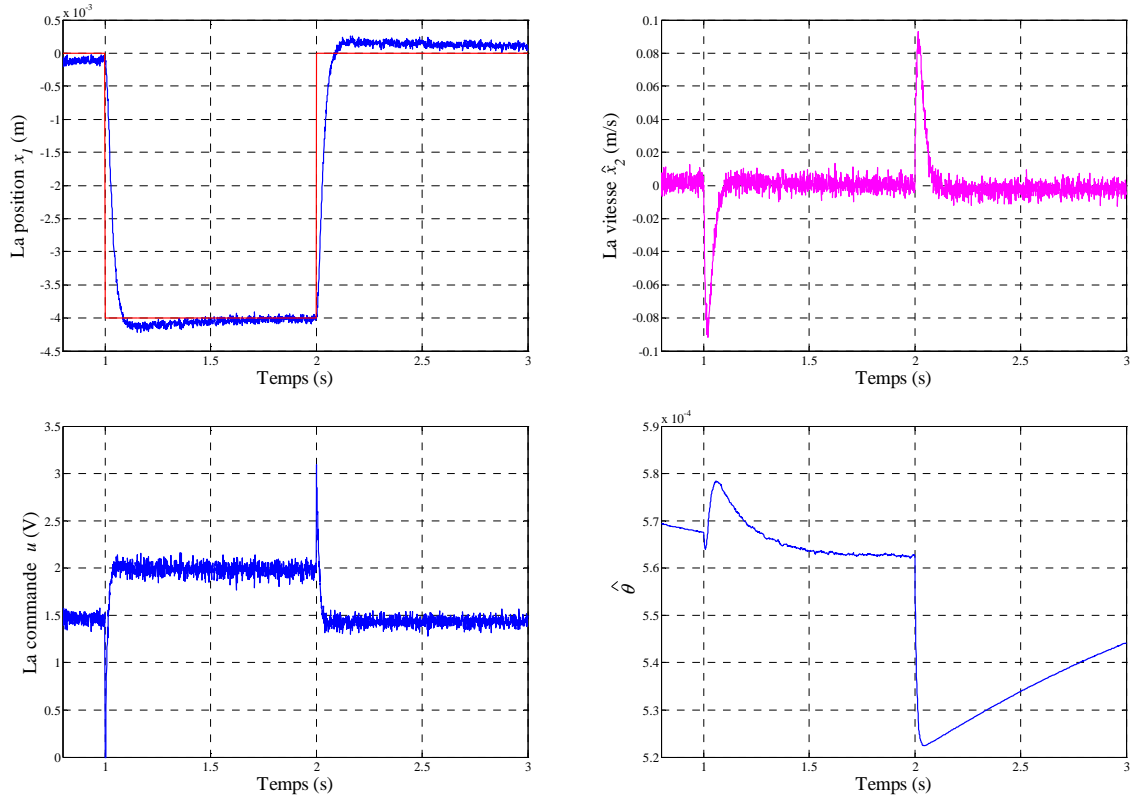 x 10⁻³
0.5
0
-0.5
-1
-1.5
-2
-2.5
-3
-3.5
-4
-4.5
1 1.5 2 2.5 3
La position x₁ (m)
Temps (s)
0.1
0.08
0.06
0.04
0.02
0
-0.02
-0.04
-0.06
-0.08
-0.1
1 1.5 2 2.5 3
La vitesse x̂₂ (m/s)
Temps (s)
3.5
3
2.5
2
1.5
1
0.5
0
1 1.5 2 2.5 3
La commande u (V)
Temps (s)
x 10⁻⁴
5.9
5.8
5.7
5.6
5.5
5.4
5.3
5.2
1 1.5 2 2.5 3
θ̂
Temps (s)